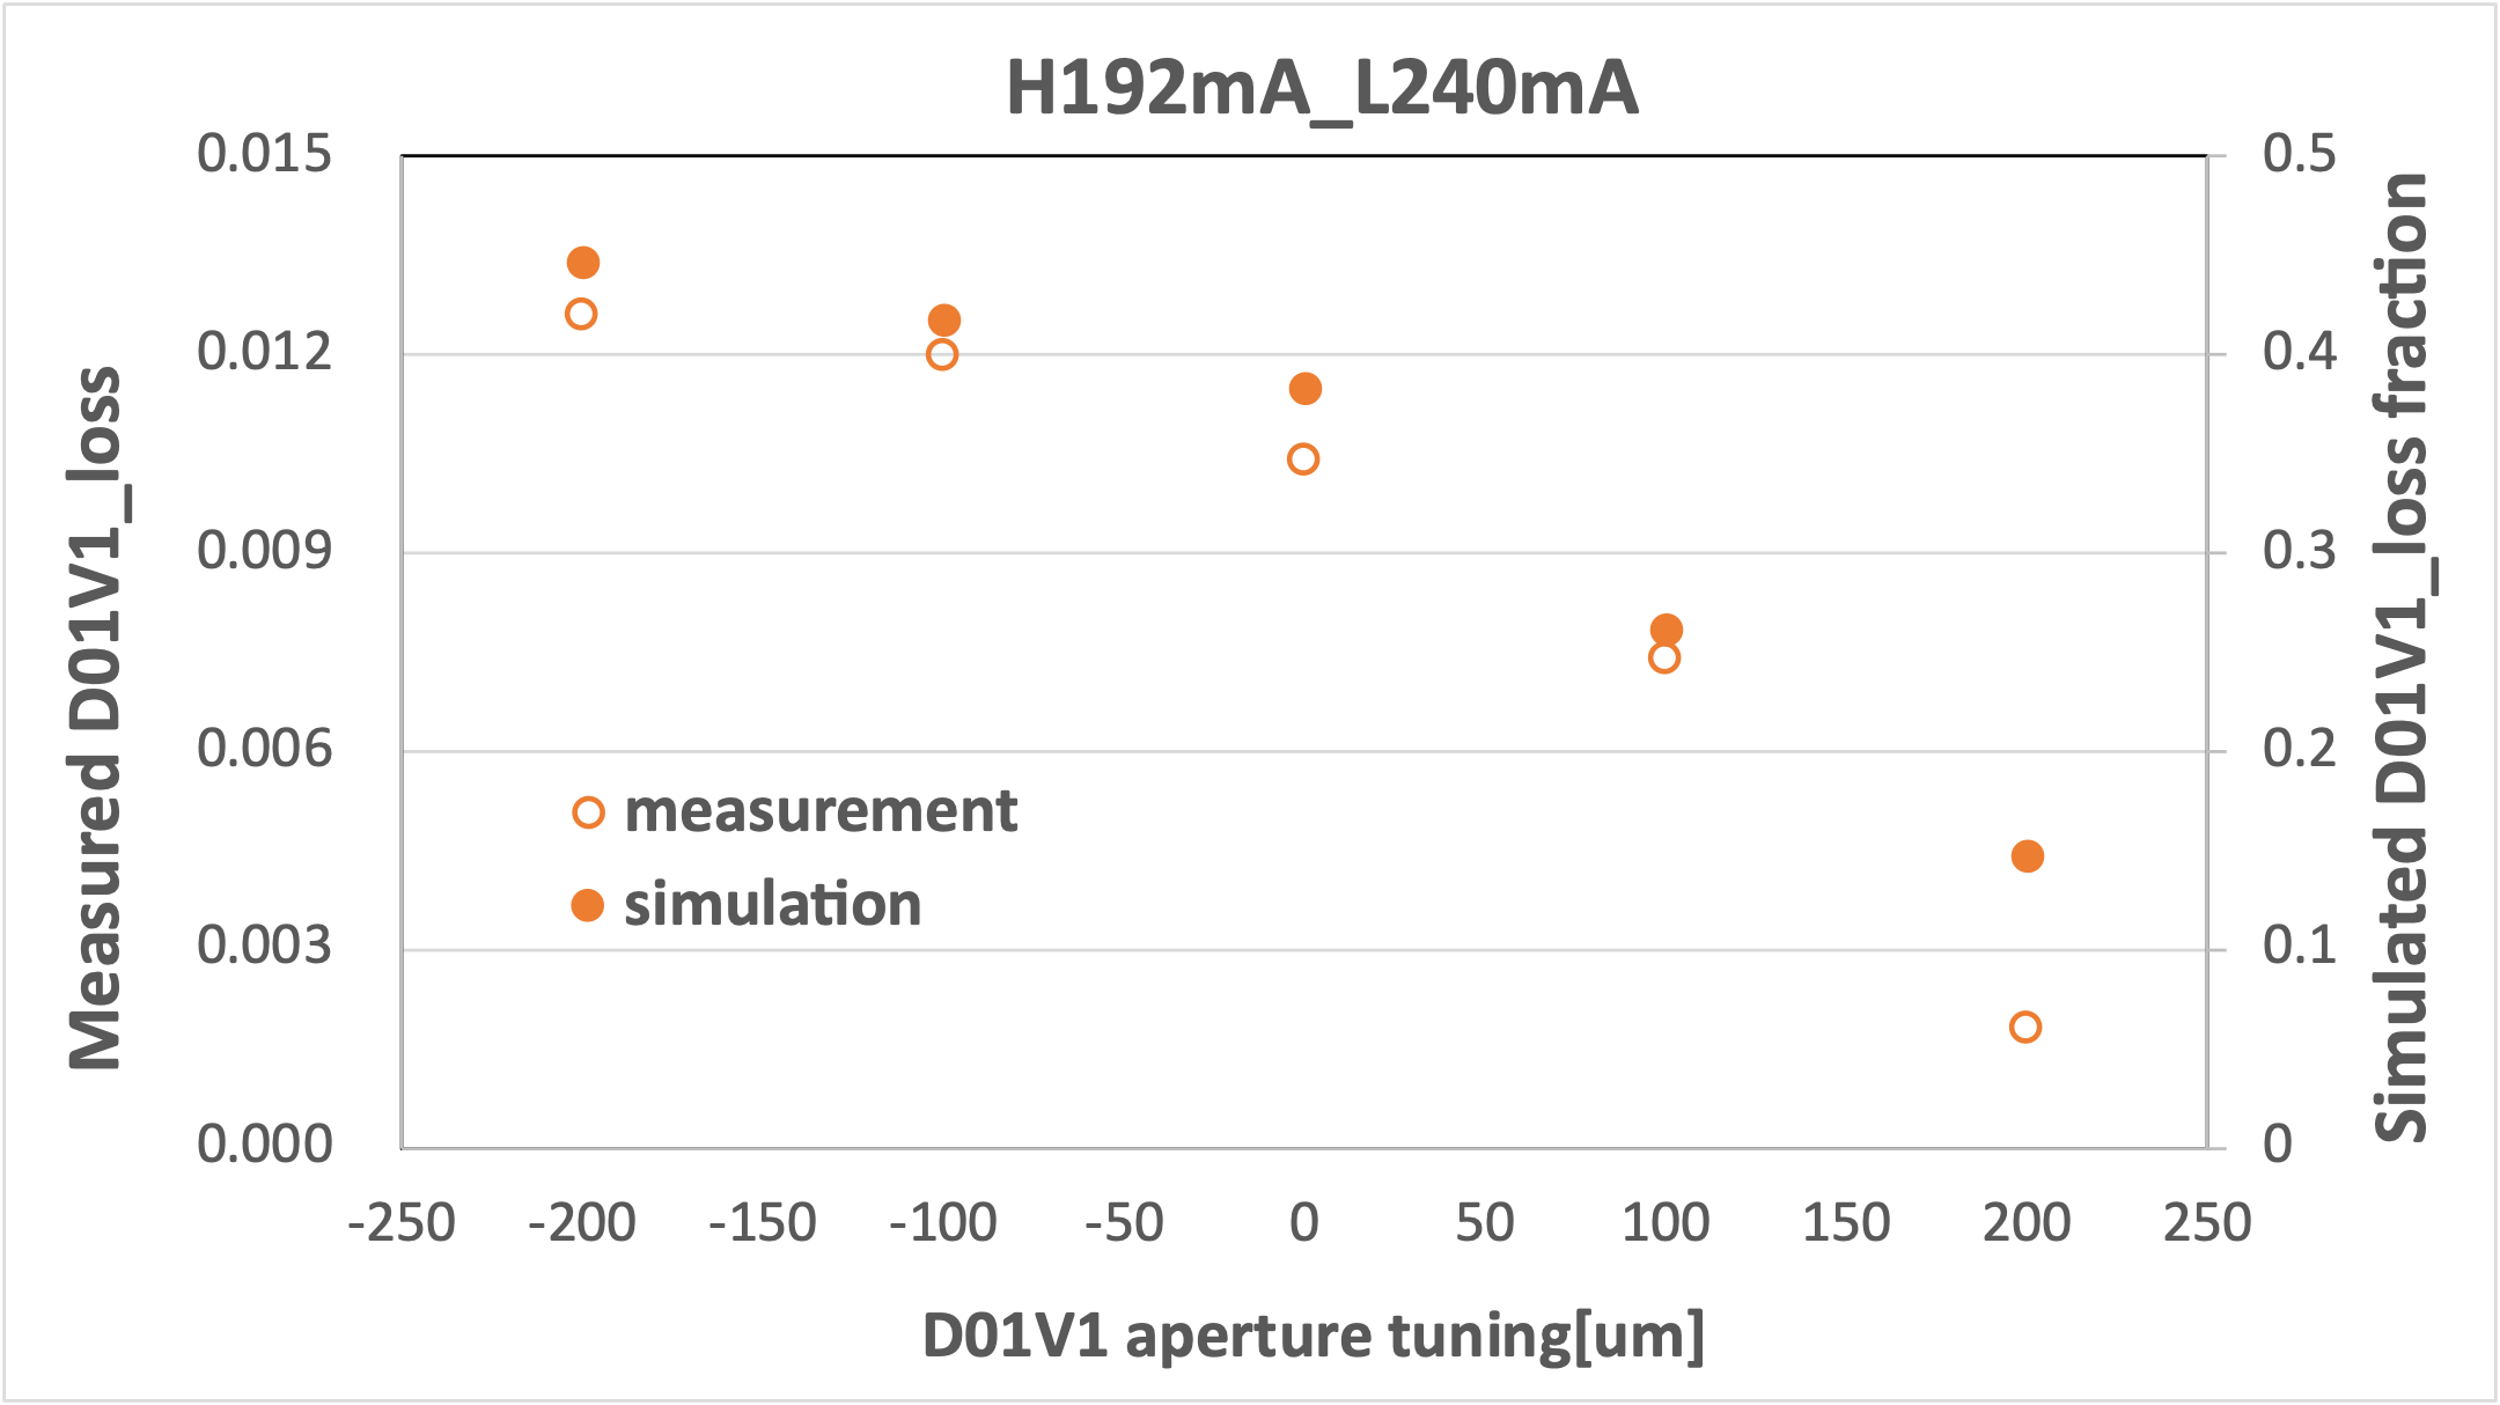 H192mA_L240mA
Measured D01V1_loss
0.015
0.012
0.009
0.006
0.003
0.000
0.5
0.4
0.3
0.2
0.1
0
Simulated D01V1_loss fraction
measurement
simulation
-250 -200 -150 -100 -50 0 50 100 150 200 250
D01V1 aperture tuning[um]